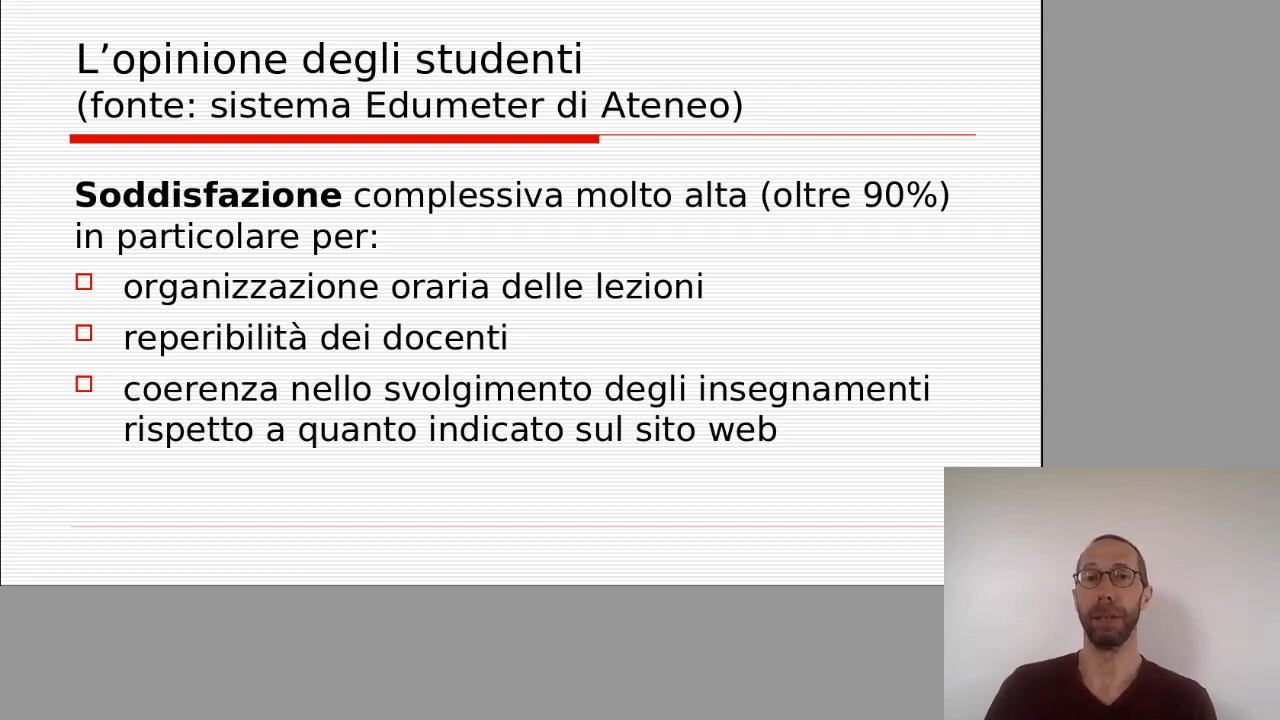 L’opinione degli studenti
(fonte: sistema Edumeter di Ateneo)
Soddisfazione complessiva molto alta (oltre 90%)
in particolare per:
organizzazione oraria delle lezioni
reperibilità dei docenti
coerenza nello svolgimento degli insegnamenti
rispetto a quanto indicato sul sito web